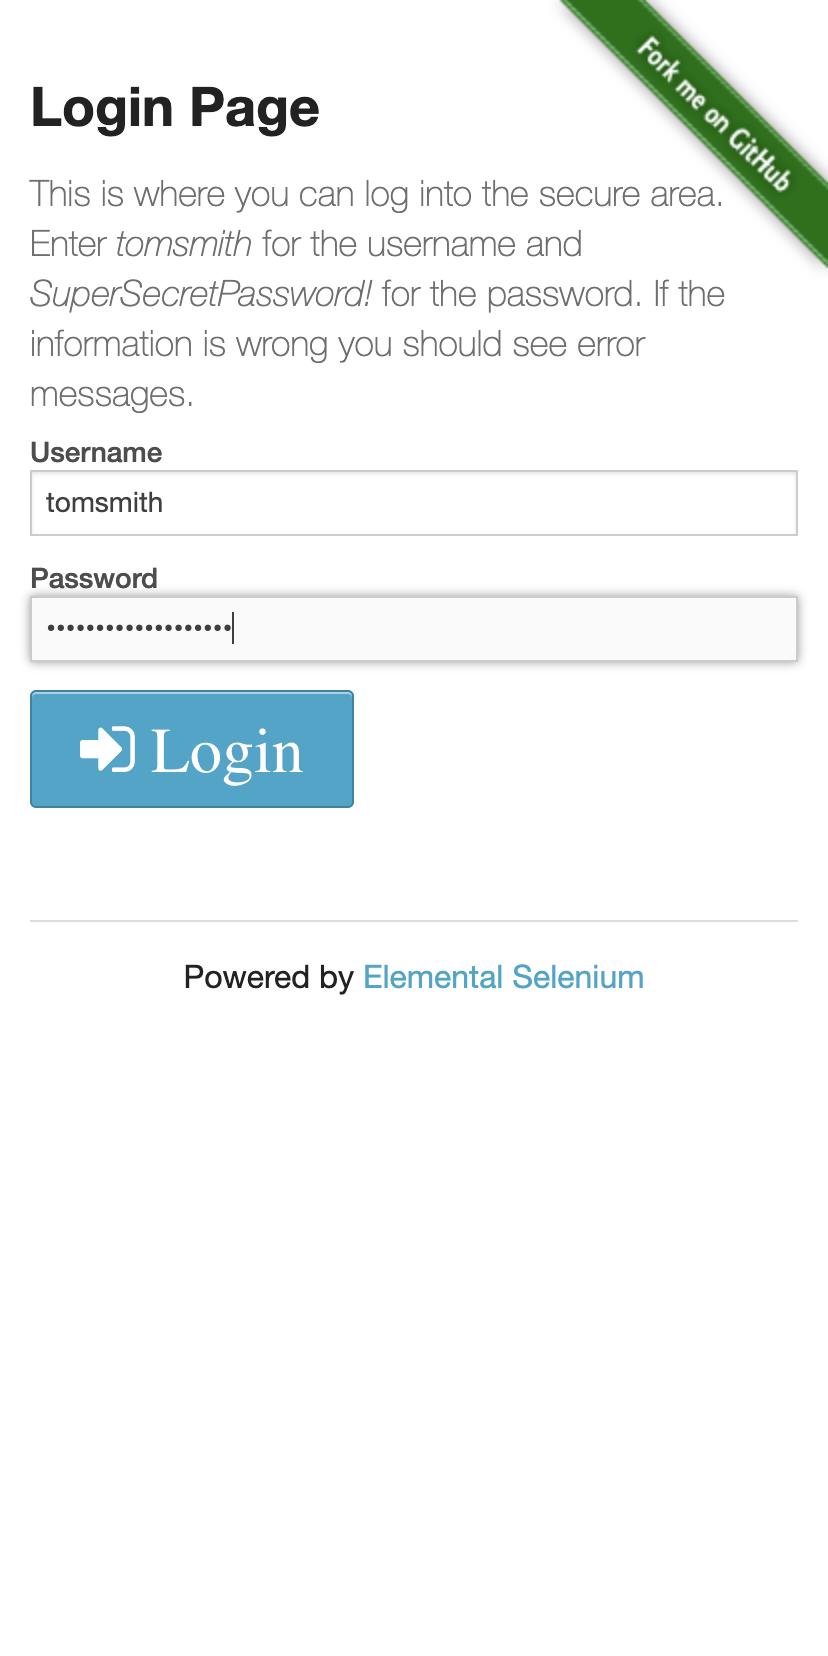 Fork me on GitHub
Login Page
This is where you can log into the secure area.
Enter tomsmith for the username and
SuperSecretPassword! for the password. If the
information is wrong you should see error
messages.
Username
tomsmith
Password
•••••••••••••••••••
Login
Powered by Elemental Selenium